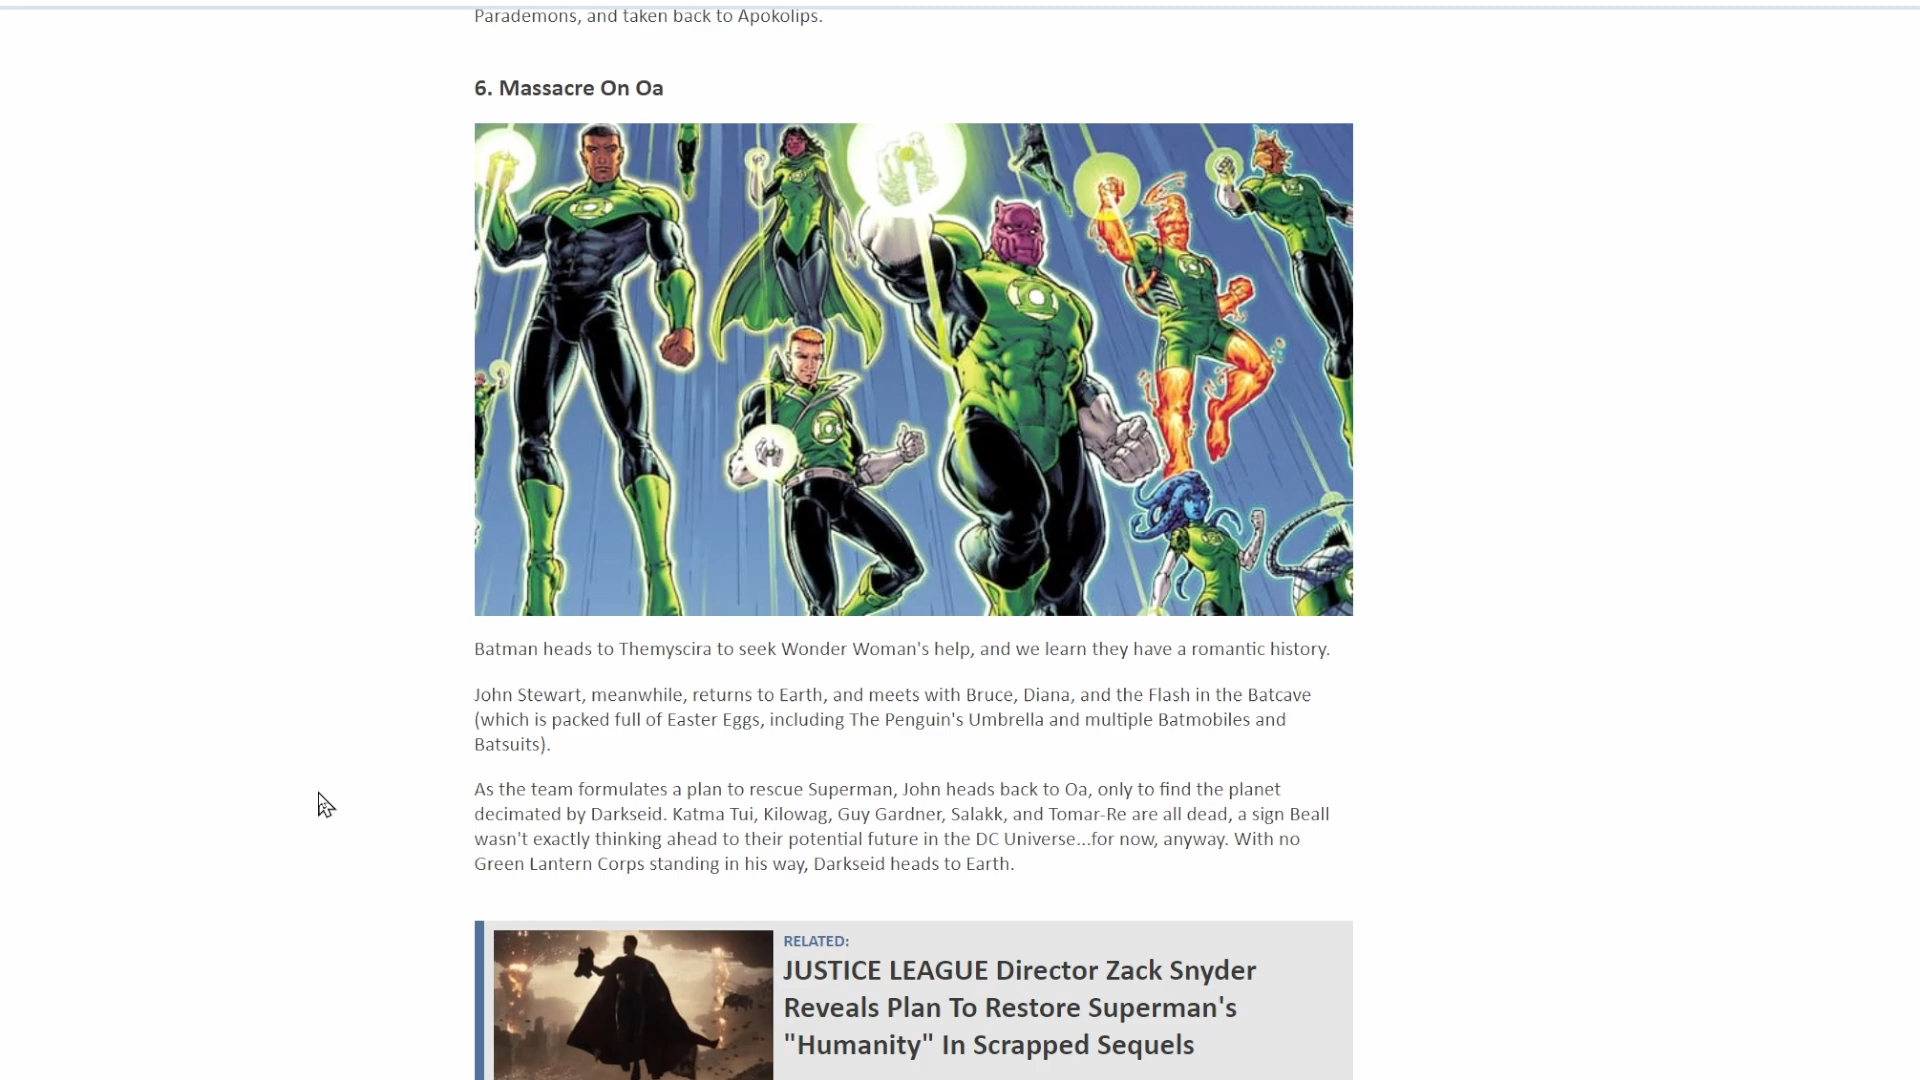 Parademons, and taken back to Apokolips.
6. Massacre On Oa
Batman heads to Themyscira to seek Wonder Woman's help, and we learn they have a romantic history.
John Stewart, meanwhile, returns to Earth, and meets with Bruce, Diana, and the Flash in the Batcave
(which is packed full of Easter Eggs, including The Penguin's Umbrella and multiple Batmobiles and
Batsuits).
As the team formulates a plan to rescue Superman, John heads back to Oa, only to find the planet
decimated by Darkseid. Katma Tui, Kilowag, Guy Gardner, Salakk, and Tomar-Re are all dead, a sign Beall
wasn't exactly thinking ahead to their potential future in the DC Universe...for now, anyway. With no
Green Lantern Corps standing in his way, Darkseid heads to Earth.
RELATED:
JUSTICE LEAGUE Director Zack Snyder
Reveals Plan To Restore Superman's
"Humanity" In Scrapped Sequels